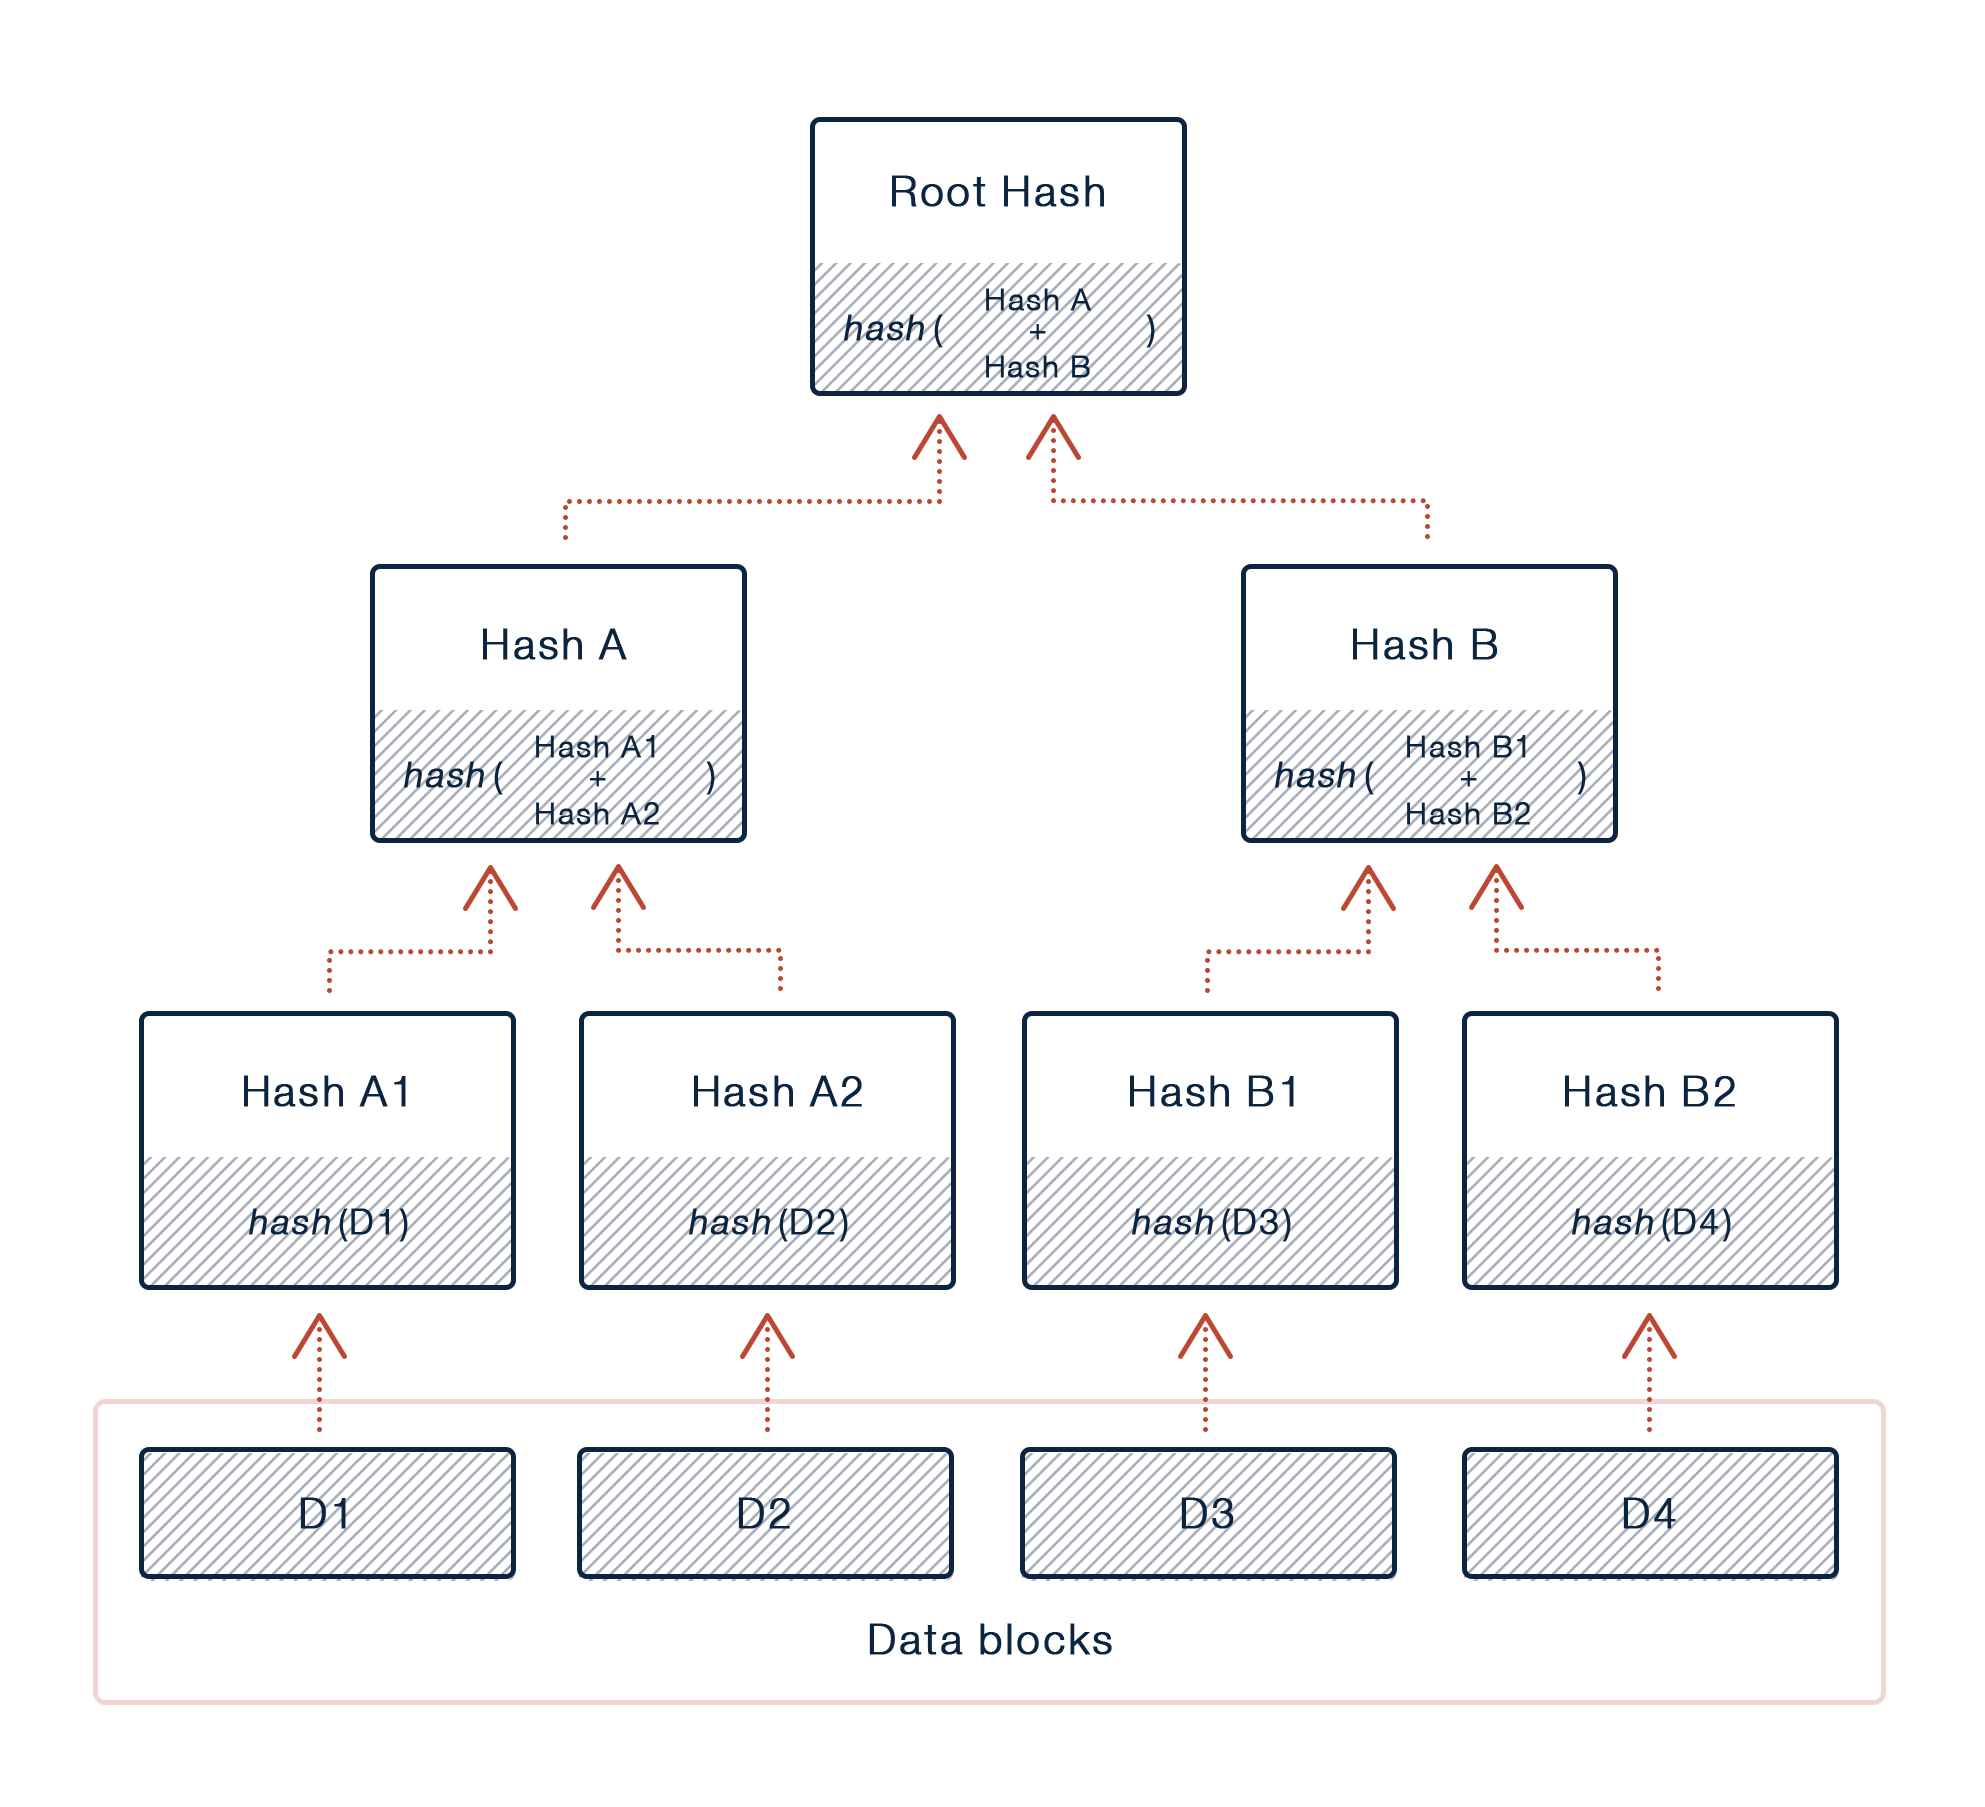 Root Hash
Hash A
hash( + )
Hash B
Hash A
Hash B
Hash A1
hash( + )
Hash A2
Hash B1
hash( + )
Hash B2
Hash A1
Hash A2
Hash B1
Hash B2
hash(D1)
hash(D2)
hash(D3)
hash(D4)
D1
D2
D3
D4
Data blocks